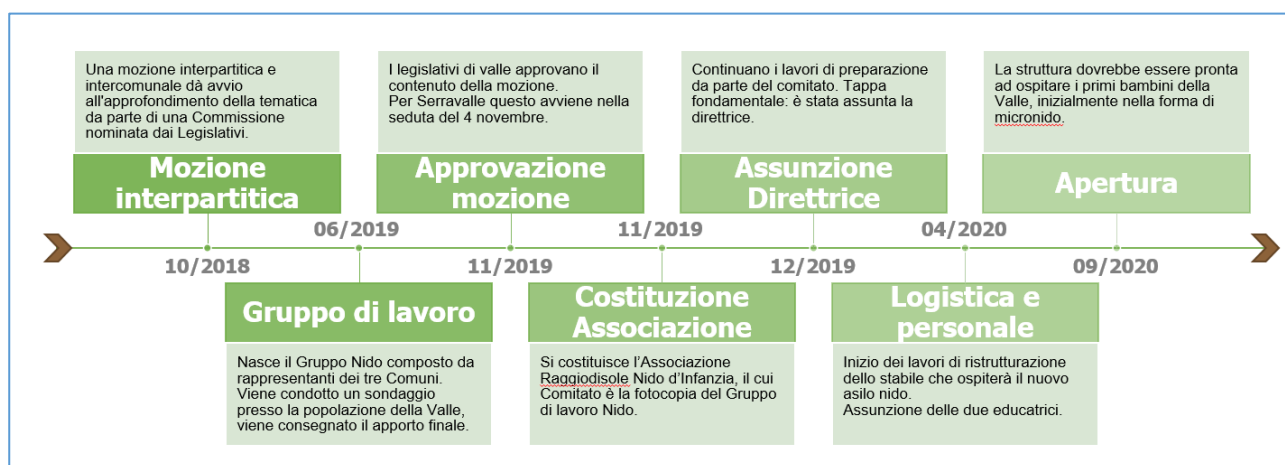 Una mozione interpartitica e
intercomunale dà avvio
all'approfondimento della tematica
da parte di una Commissione
nominata dai Legislativi.
Mozione
interpartitica
10/2018
06/2019
Gruppo di lavoro
Nasce il Gruppo Nido composto da
rappresentanti dei tre Comuni.
Viene condotto un sondaggio
presso la popolazione della Valle,
viene consegnato il apporto finale.
I legislativi di valle approvano il
contenuto della mozione.
Per Serravalle questo avviene nella
seduta del 4 novembre.
Approvazione
mozione
11/2019
11/2019
Costituzione
Associazione
Si costituisce l’Associazione
Raggiodisole Nido d’Infanzia, il cui
Comitato è la fotocopia del Gruppo
di lavoro Nido.
Continuano i lavori di preparazione
da parte del comitato. Tappa
fondamentale: è stata assunta la
direttrice.
Assunzione
Direttrice
12/2019
04/2020
Logistica e
personale
Inizio dei lavori di ristrutturazione
dello stabile che ospiterà il nuovo
asilo nido.
Assunzione delle due educatrici.
La struttura dovrebbe essere pronta
ad ospitare i primi bambini della
Valle, inizialmente nella forma di
micronido.
Apertura
09/2020